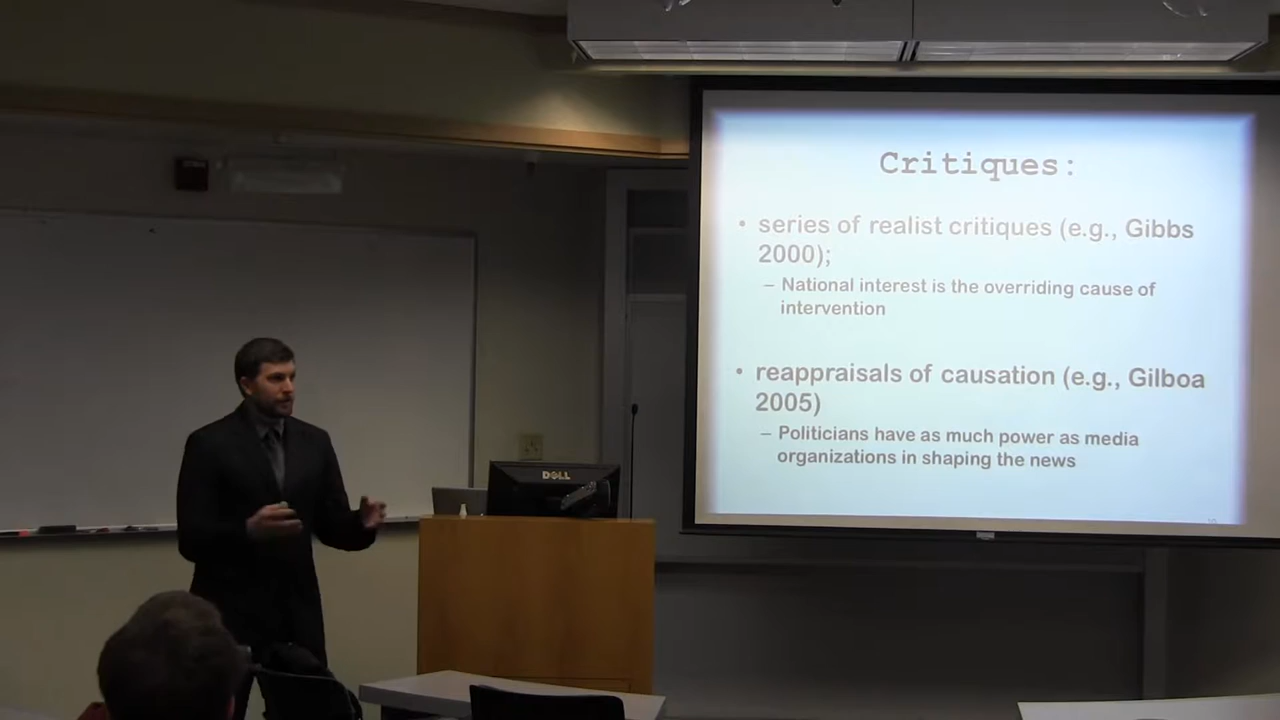 Critiques:
• series of realist critiques (e.g., Gibbs
2000);
– National interest is the overriding cause of
intervention
• reappraisals of causation (e.g., Gilboa
2005)
– Politicians have as much power as media
organizations in shaping the news
DELL